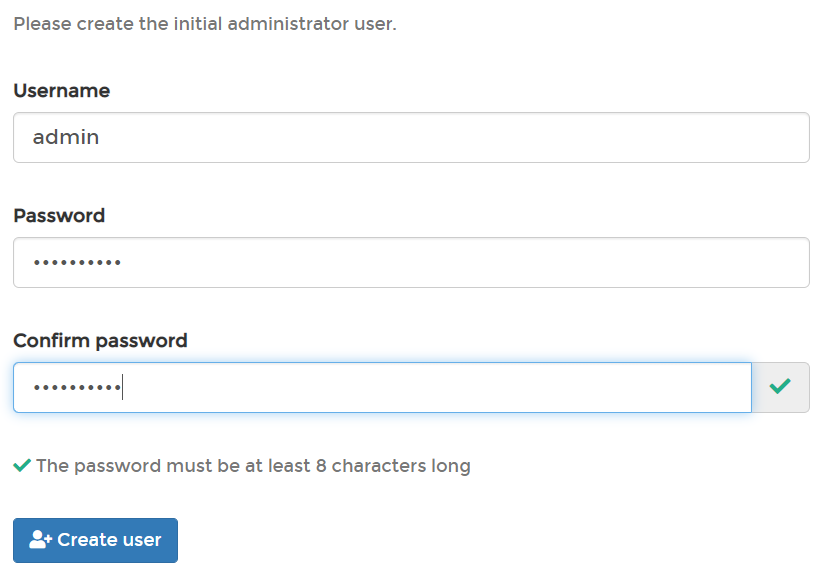 Please create the initial administrator user.
Username
admin
Password
••••••••••
Confirm password
••••••••••
The password must be at least 8 characters long
Create user